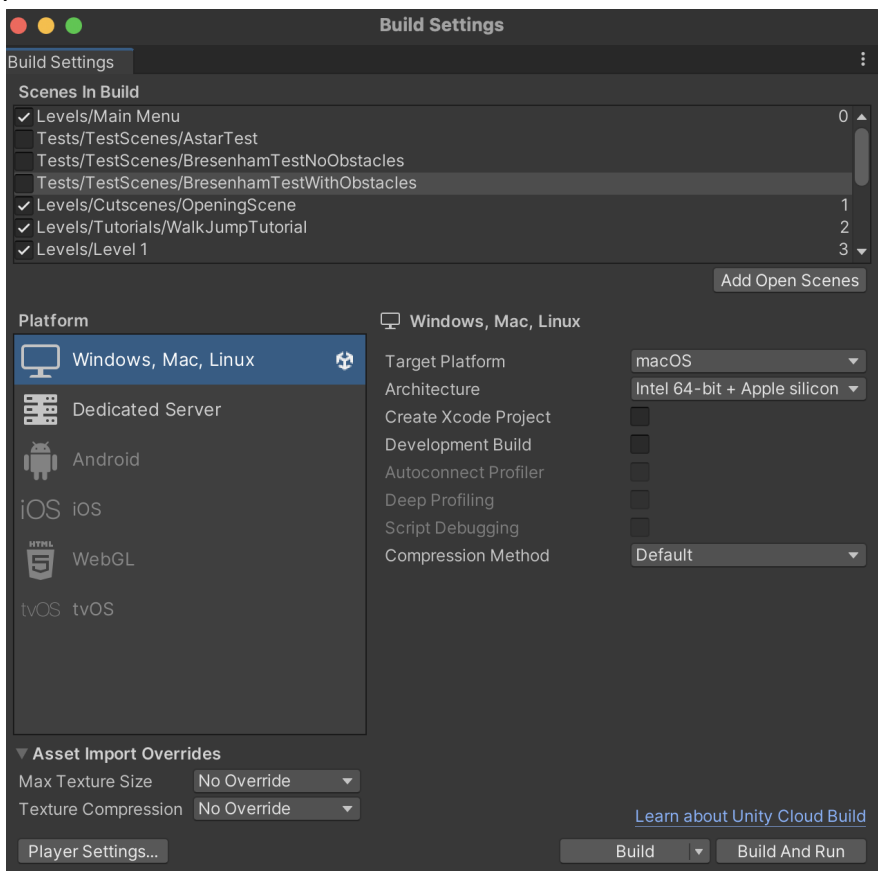 Build Settings
Build Settings
Scenes In Build
Levels/Main Menu 0
Tests/TestScenes/AstarTest
Tests/TestScenes/BresenhamTestNoObstacles
Tests/TestScenes/BresenhamTestWithObstacles
Levels/Cutscenes/OpeningScene 1
Levels/Tutorials/WalkJumpTutorial 2
Levels/Level 1 3
Add Open Scenes
Platform
Windows, Mac, Linux
Dedicated Server
Android
iOS iOS
HTML 5 WebGL
tvOS tvOS
Windows, Mac, Linux
Target Platform macOS
Architecture Intel 64-bit + Apple silicon
Create Xcode Project
Development Build
Autoconnect Profiler
Deep Profiling
Script Debugging
Compression Method Default
Asset Import Overrides
Max Texture Size No Override
Texture Compression No Override
Learn about Unity Cloud Build
Player Settings... Build Build And Run